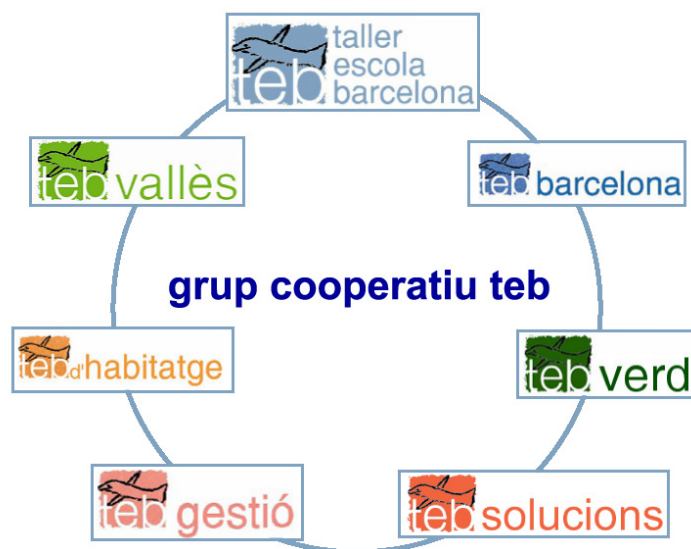 teb taller
escola
barcelona
teb vallès
teb barcelona
grup cooperatiu teb
teb d'habitatge
teb verd
teb gestió
teb solucions